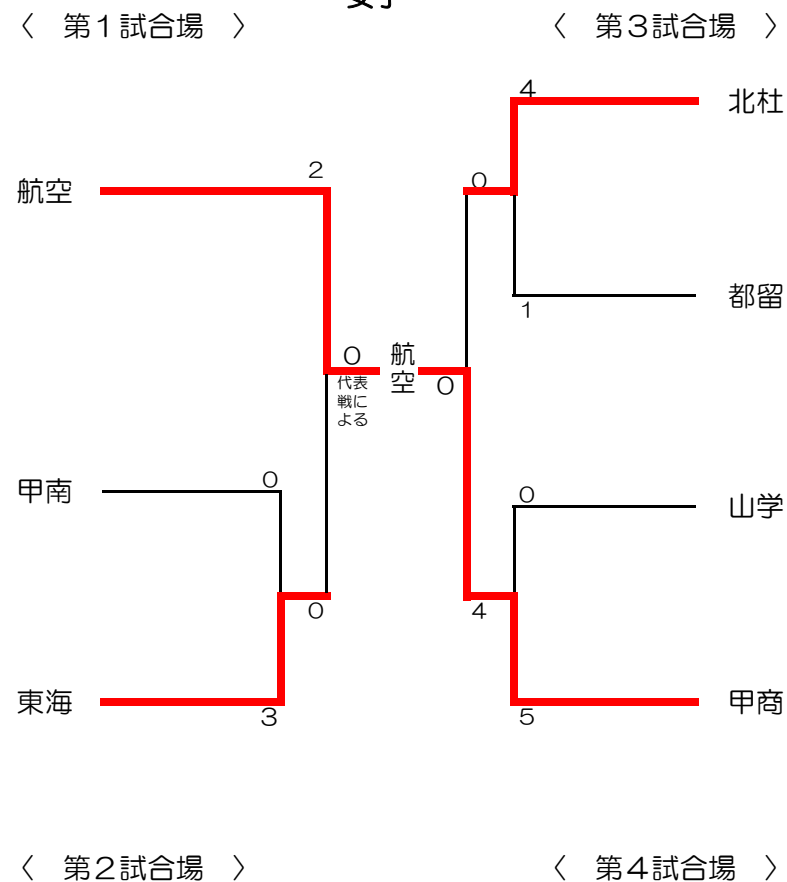 〈 第1試合場 〉
〈 第3試合場 〉
4
北杜
2
0
航空
都留
1
0
航空
0
代表
戦に
よる
0
甲南
0
山学
0
4
東海
3
5
甲商
〈 第2試合場 〉
〈 第4試合場 〉